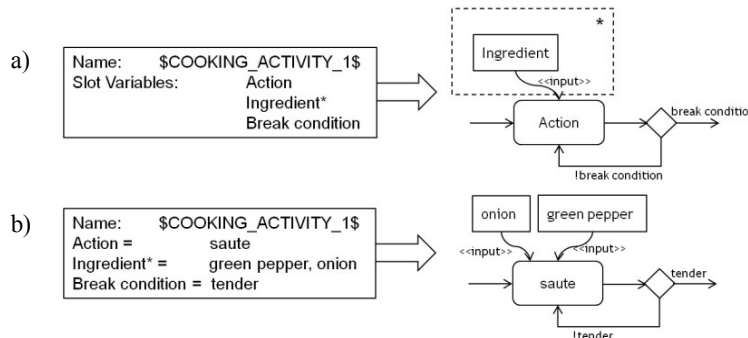 a)
Name: $COOKING_ACTIVITY_1$
Slot Variables: Action
Ingredient*
Break condition
*
Ingredient
<<input>>
Action
break conditio
!break condition
b)
Name: $COOKING_ACTIVITY_1$
Action = saute
Ingredient* = green pepper, onion
Break condition = tender
onion
green pepper
<<input>>
<<input>>
saute
tender
!tender